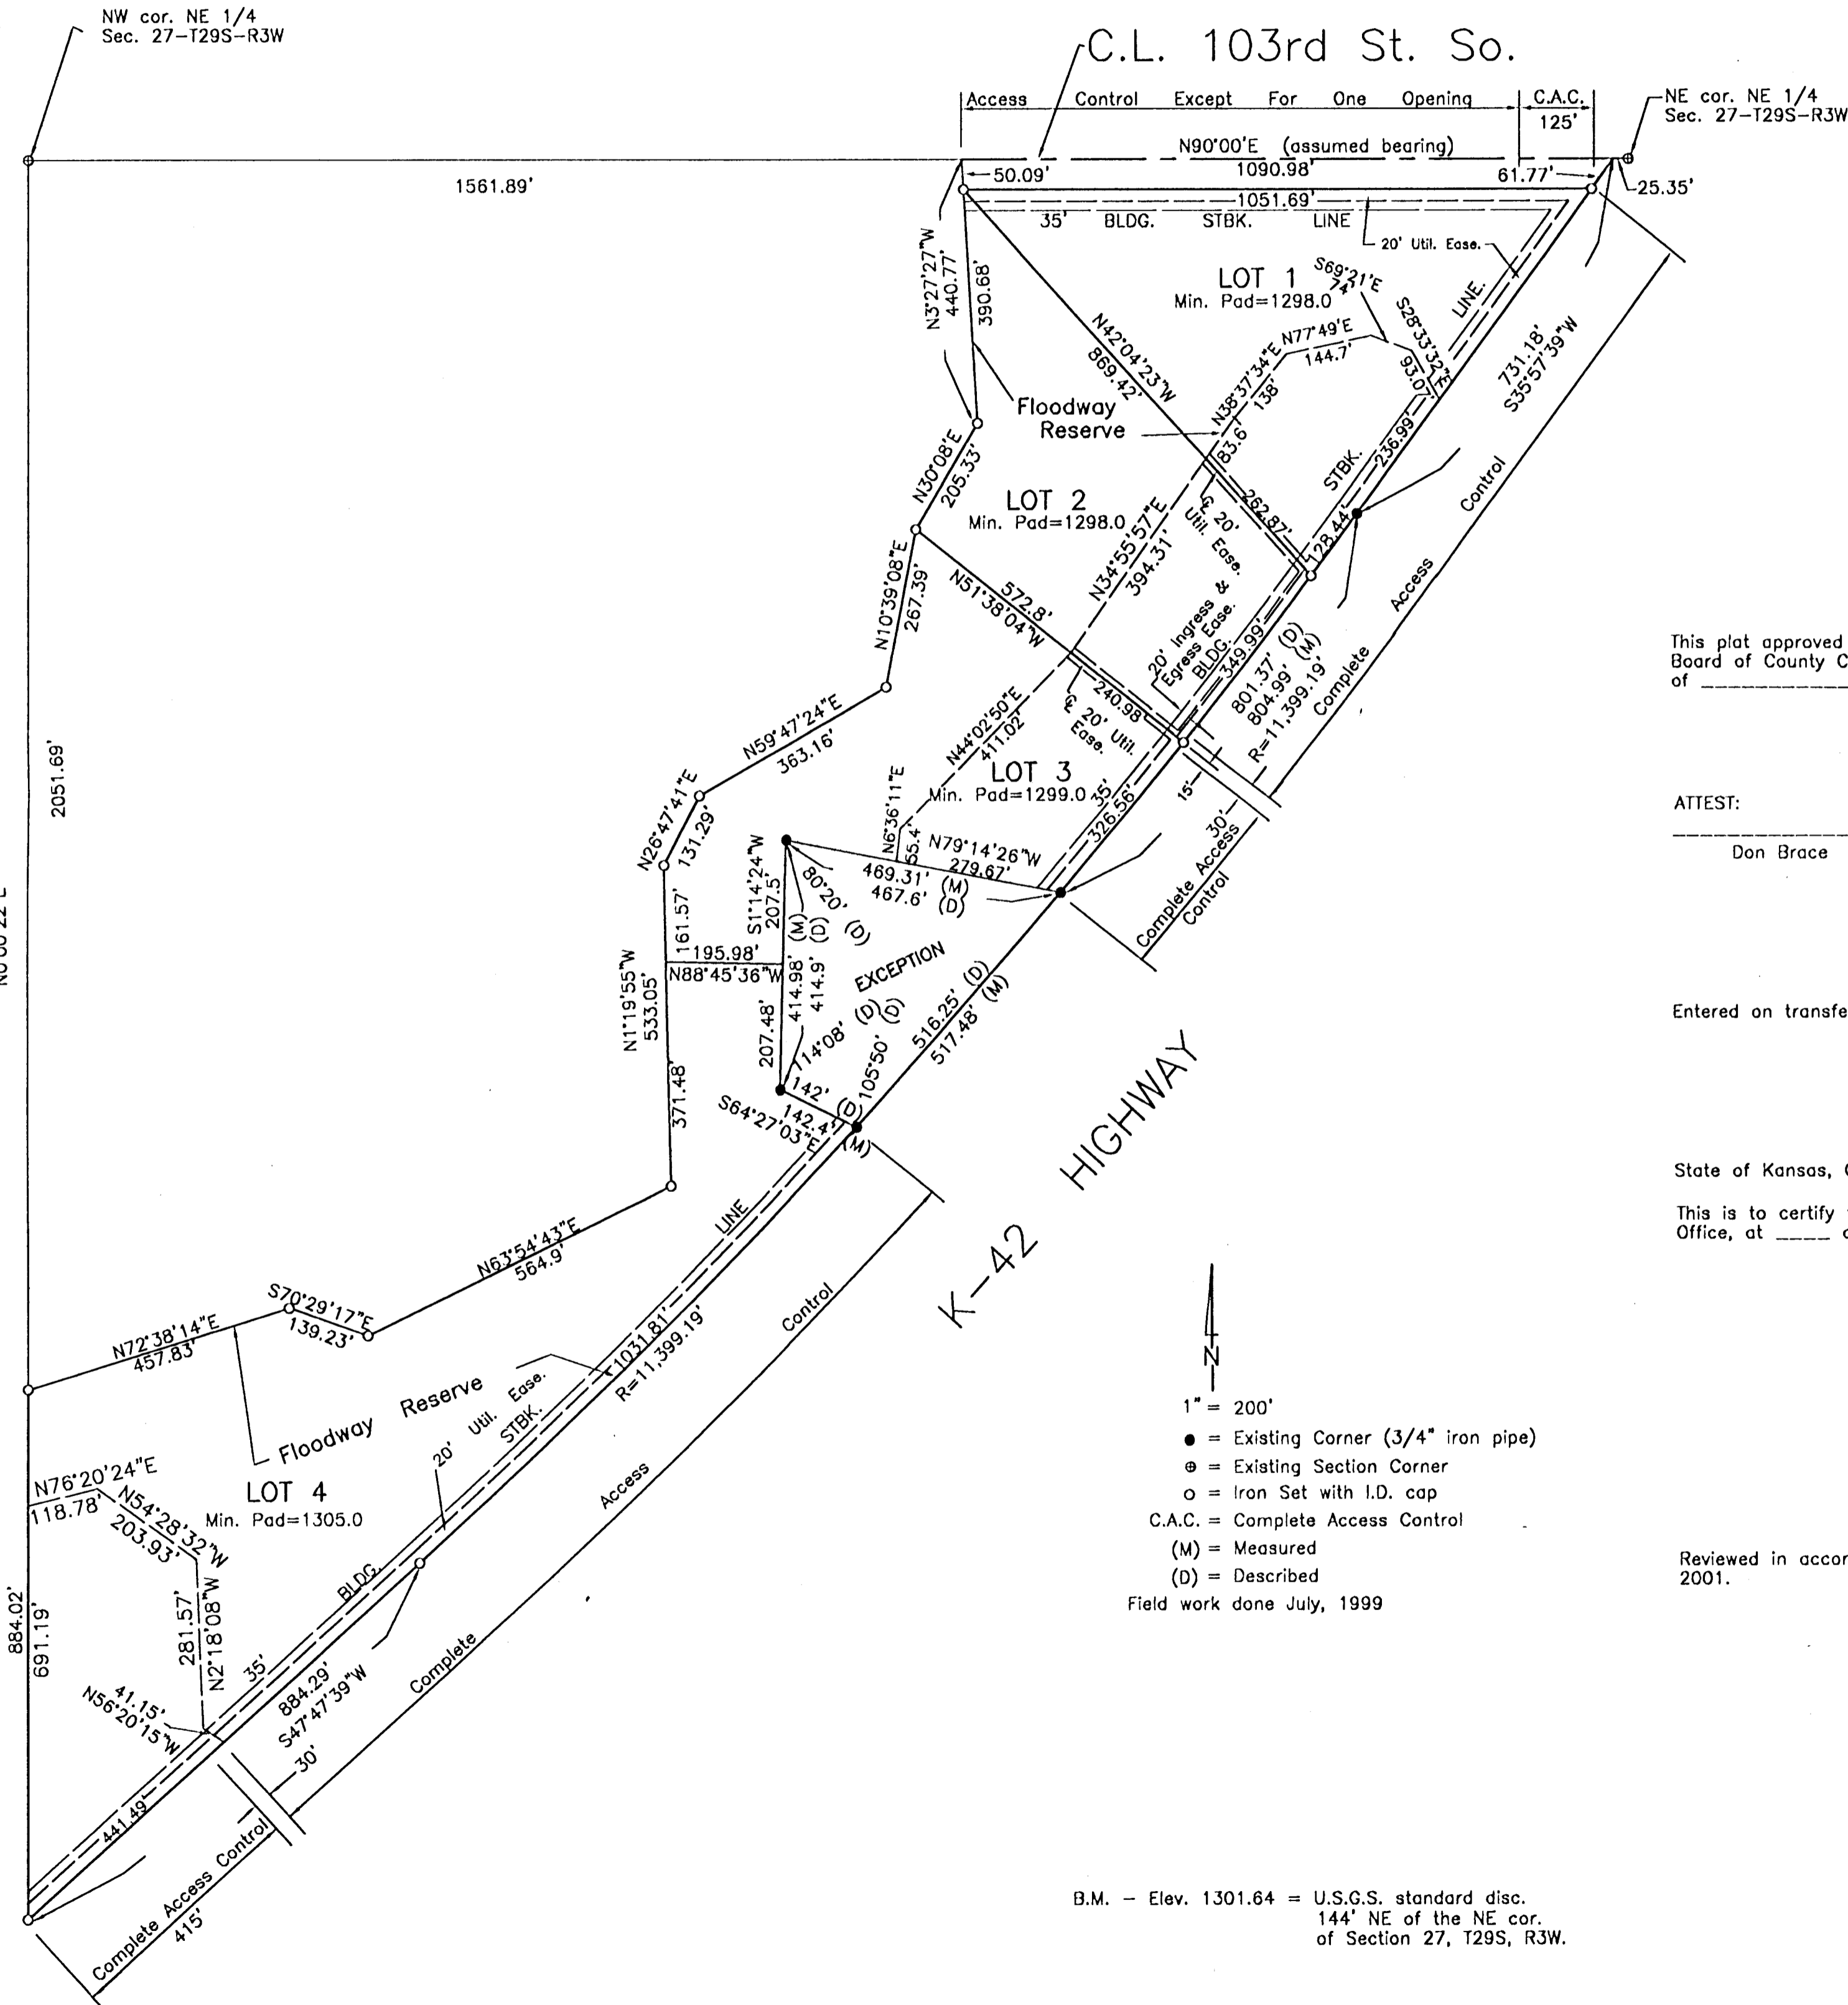 NW cor. NE 1/4
Sec. 27-T29S-R3W
C.L. 103rd St. So.
Access Control Except For One Opening
C.A.C.
125'
NE cor. NE 1/4
Sec. 27-T29S-R3W
N90°00'E (assumed bearing)
1561.89'
50.09'
1090.98'
61.77'
25.35'
1051.69'
35' BLDG. STBK. LINE
20' Util. Ease.
N3°27'27"W
440.77'
390.68'
LOT 1
Min. Pad=1298.0
S69°21'E
74'
S28°33'32"E
93.07'
LINE.
N77°49'E
144.7'
N38°37'34"E
138'
83.6'
N42°04'23"W
869.42'
731.18'
S35°57'39"W
Floodway
Reserve
STBK.
236.99'
Control
N30°08'E
205.33'
LOT 2
Min. Pad=1298.0
262.87'
℄ 20'
Util. Ease.
128.44'
N34°55'57"E
394.31'
572.8'
N51°38'04"W
N10°39'08"E
267.39'
20' Ingress &
Egress Ease.
BLDG.
349.99'
Access
801.37' (D)
804.99' (M)
R=11,399.19'
Complete
This plat approved
Board of County C
of
240.98'
℄ 20' Util.
Ease.
N44°02'50"E
411.02'
N59°47'24"E
363.16'
2051.69'
LOT 3
Min. Pad=1299.0
35'
326.56'
15'
30'
Complete Access
Control
N26°47'41"E
131.29'
N6°36'11"E
55.4'
N79°14'26"W
279.67'
469.31' (M)
467.6' (D)
ATTEST:
Don Brace
S1°14'24"W
207.5'
(M)
(D)
80°20' (D)
161.57'
195.98'
N88°45'36"W
414.98'
414.9'
EXCEPTION
N1°19'55"W
533.05'
207.48'
114°08' (D)
(D)
105°50'
516.25' (D)
517.48' (M)
Entered on transfe
371.48'
142' (D)
142.4' (M)
S64°27'03"E
K-42 HIGHWAY
State of Kansas,
This is to certify
Office, at
LINE
N63°54'43"E
564.9'
S70°29'17"E
139.23'
N72°38'14"E
457.83'
1031.81'
R=11,399.19'
Control
Floodway Reserve
20' Util. Ease.
STBK.
Access
N
1" = 200'
● = Existing Corner (3/4" iron pipe)
⊕ = Existing Section Corner
○ = Iron Set with I.D. cap
C.A.C. = Complete Access Control
(M) = Measured
(D) = Described
Field work done July, 1999
N76°20'24"E
118.78'
N54°28'32"W
203.93'
LOT 4
Min. Pad=1305.0
BLDG.
35'
Reviewed in accor
2001.
884.02'
691.19'
281.57'
N2°18'08"W
41.15'
N56°20'15"W
884.29'
S47°47'39"W
Complete
30'
441.49'
Complete Access Control
415'
B.M. - Elev. 1301.64 = U.S.G.S. standard disc.
144' NE of the NE cor.
of Section 27, T29S, R3W.